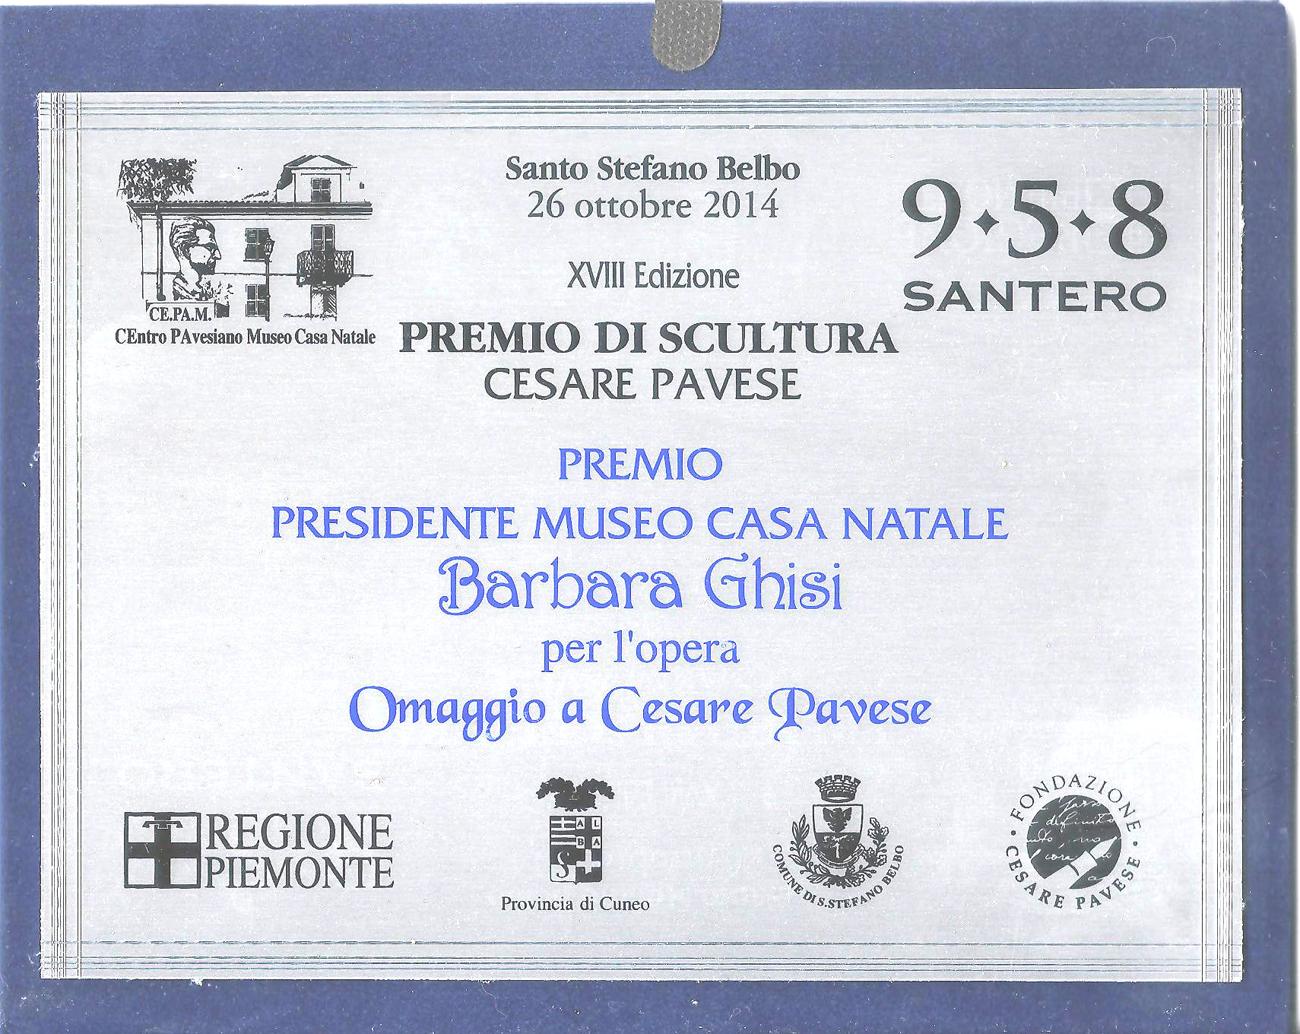 Santo Stefano Belbo
26 ottobre 2014
XVIII Edizione
PREMIO DI SCULTURA
CESARE PAVESE
CE.PA.M.
CEntro PAvesiano Museo Casa Natale
9·5·8
SANTERO
PREMIO
PRESIDENTE MUSEO CASA NATALE
Barbara Ghisi
per l'opera
Omaggio a Cesare Pavese
REGIONE
PIEMONTE
AL
BA
S
Provincia di Cuneo
COMUNE DI S.STEFANO BELBO
FONDAZIONE
CESARE PAVESE